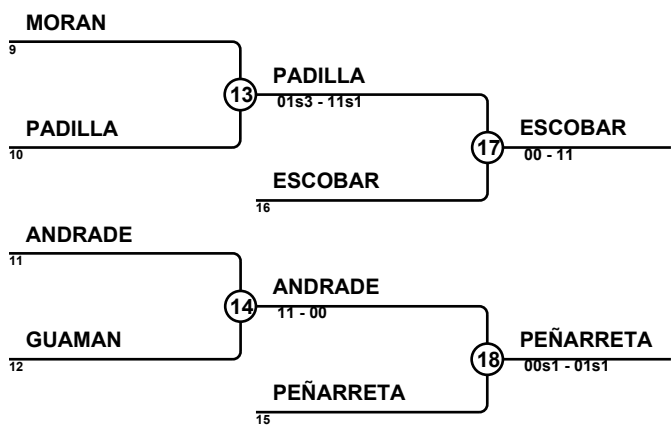 MORAN
9
13
PADILLA
01s3 - 11s1
PADILLA
10
17
ESCOBAR
00 - 11
ESCOBAR
16
ANDRADE
11
14
ANDRADE
11 - 00
GUAMAN
12
18
PEÑARRETA
00s1 - 01s1
PEÑARRETA
15